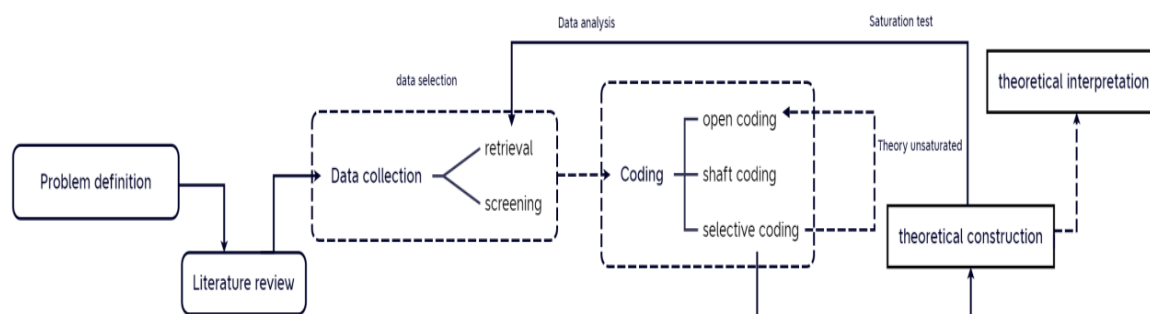 Data analysis
Saturation test
data selection
theoretical interpretation
open coding
retrieval
Theory unsaturated
Problem definition
Data collection
Coding
shaft coding
screening
selective coding
theoretical construction
Literature review